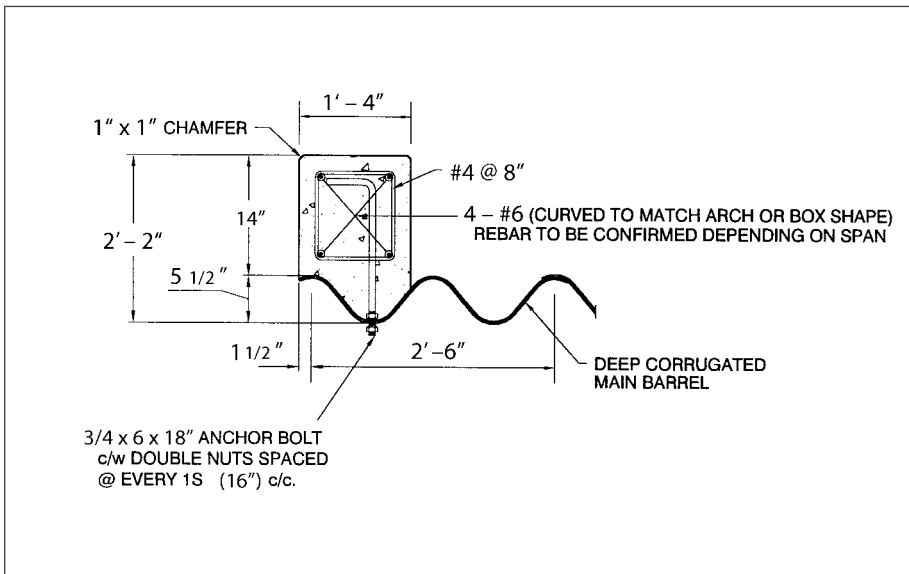 1' – 4"
1" x 1" CHAMFER
#4 @ 8"
14"
4 – #6 (CURVED TO MATCH ARCH OR BOX SHAPE)
REBAR TO BE CONFIRMED DEPENDING ON SPAN
2' – 2"
5 1/2"
1 1/2"
2' –6"
DEEP CORRUGATED
MAIN BARREL
3/4 x 6 x 18" ANCHOR BOLT
c/w DOUBLE NUTS SPACED
@ EVERY 1S (16") c/c.